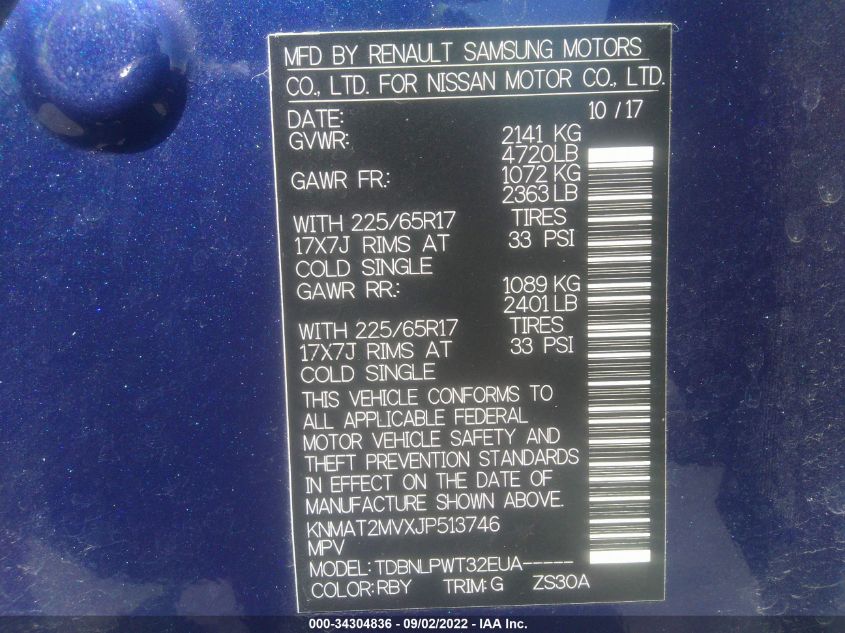 MFD BY RENAULT SAMSUNG MOTORS
CO., LTD. FOR NISSAN MOTOR CO., LTD.
DATE: 10 / 17
GVWR: 2141 KG
4720LB
GAWR FR.: 1072 KG
2363 LB
WITH 225/65R17 TIRES
17X7J RIMS AT 33 PSI
COLD SINGLE
GAWR RR.: 1089 KG
2401 LB
WITH 225/65R17 TIRES
17X7J RIMS AT 33 PSI
COLD SINGLE
THIS VEHICLE CONFORMS TO
ALL APPLICABLE FEDERAL
MOTOR VEHICLE SAFETY AND
THEFT PREVENTION STANDARDS
IN EFFECT ON THE DATE OF
MANUFACTURE SHOWN ABOVE.
KNMAT2MVXJP513746
MPV
MODEL:TDBNLPWT32EUA-----
COLOR:RBY TRIM:G ZS30A
000-34304836 - 09/02/2022 - IAA Inc.